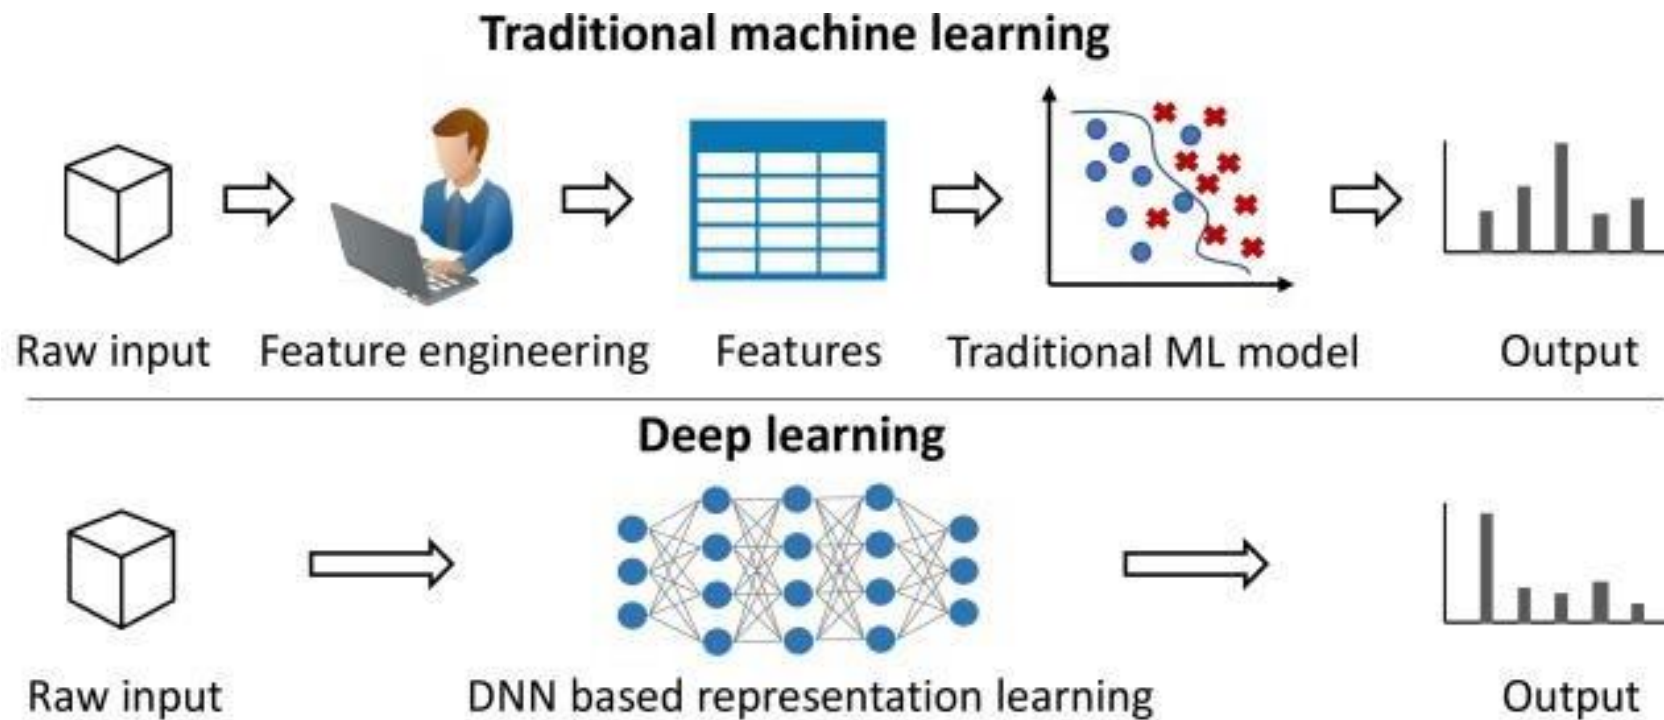 Traditional machine learning
Raw input
Feature engineering
Features
Traditional ML model
Output
Deep learning
Raw input
DNN based representation learning
Output